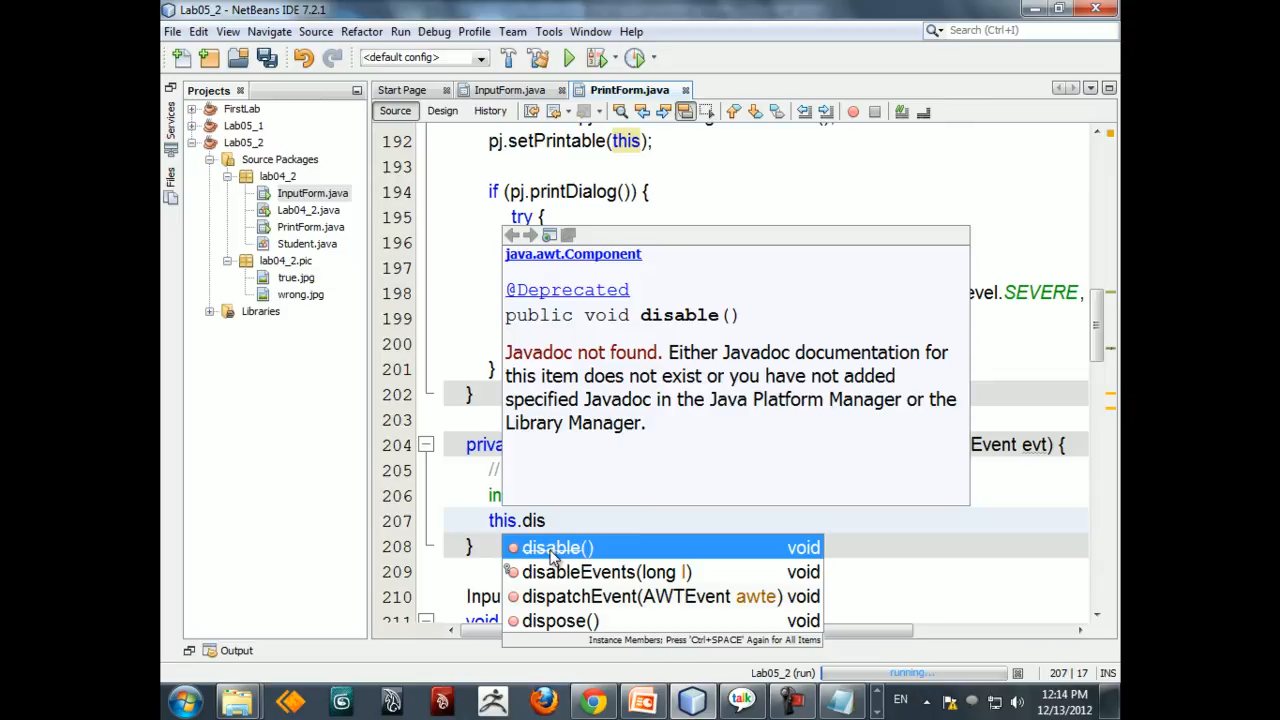 Lab05_2 - NetBeans IDE 7.2.1
File Edit View Navigate Source Refactor Run Debug Profile Team Tools Window Help
Search (Ctrl+I)
<default config>
Projects
Start Page
InputForm.java
PrintForm.java
Source
Design
History
Services
Files
FirstLab
Lab05_1
Lab05_2
Source Packages
lab04_2
InputForm.java
Lab04_2.java
PrintForm.java
Student.java
lab04_2.pic
true.jpg
wrong.jpg
Libraries
192 pj.setPrintable(this);
193
194 if (pj.printDialog()) {
195 try {
196
197
198 evel.SEVERE,
199
200
201 }
202 }
203
204 priva Event evt) {
205 //
206 in
207 this.dis
208 }
209
210 Inpu
211 void
java.awt.Component
@Deprecated
public void disable()
Javadoc not found. Either Javadoc documentation for
this item does not exist or you have not added
specified Javadoc in the Java Platform Manager or the
Library Manager.
disable() void
disableEvents(long l) void
dispatchEvent(AWTEvent awte) void
dispose() void
Instance Members; Press 'Ctrl+SPACE' Again for All Items
Output
Lab05_2 (run) running... 207 | 17 INS
talk
EN
12:14 PM
12/13/2012